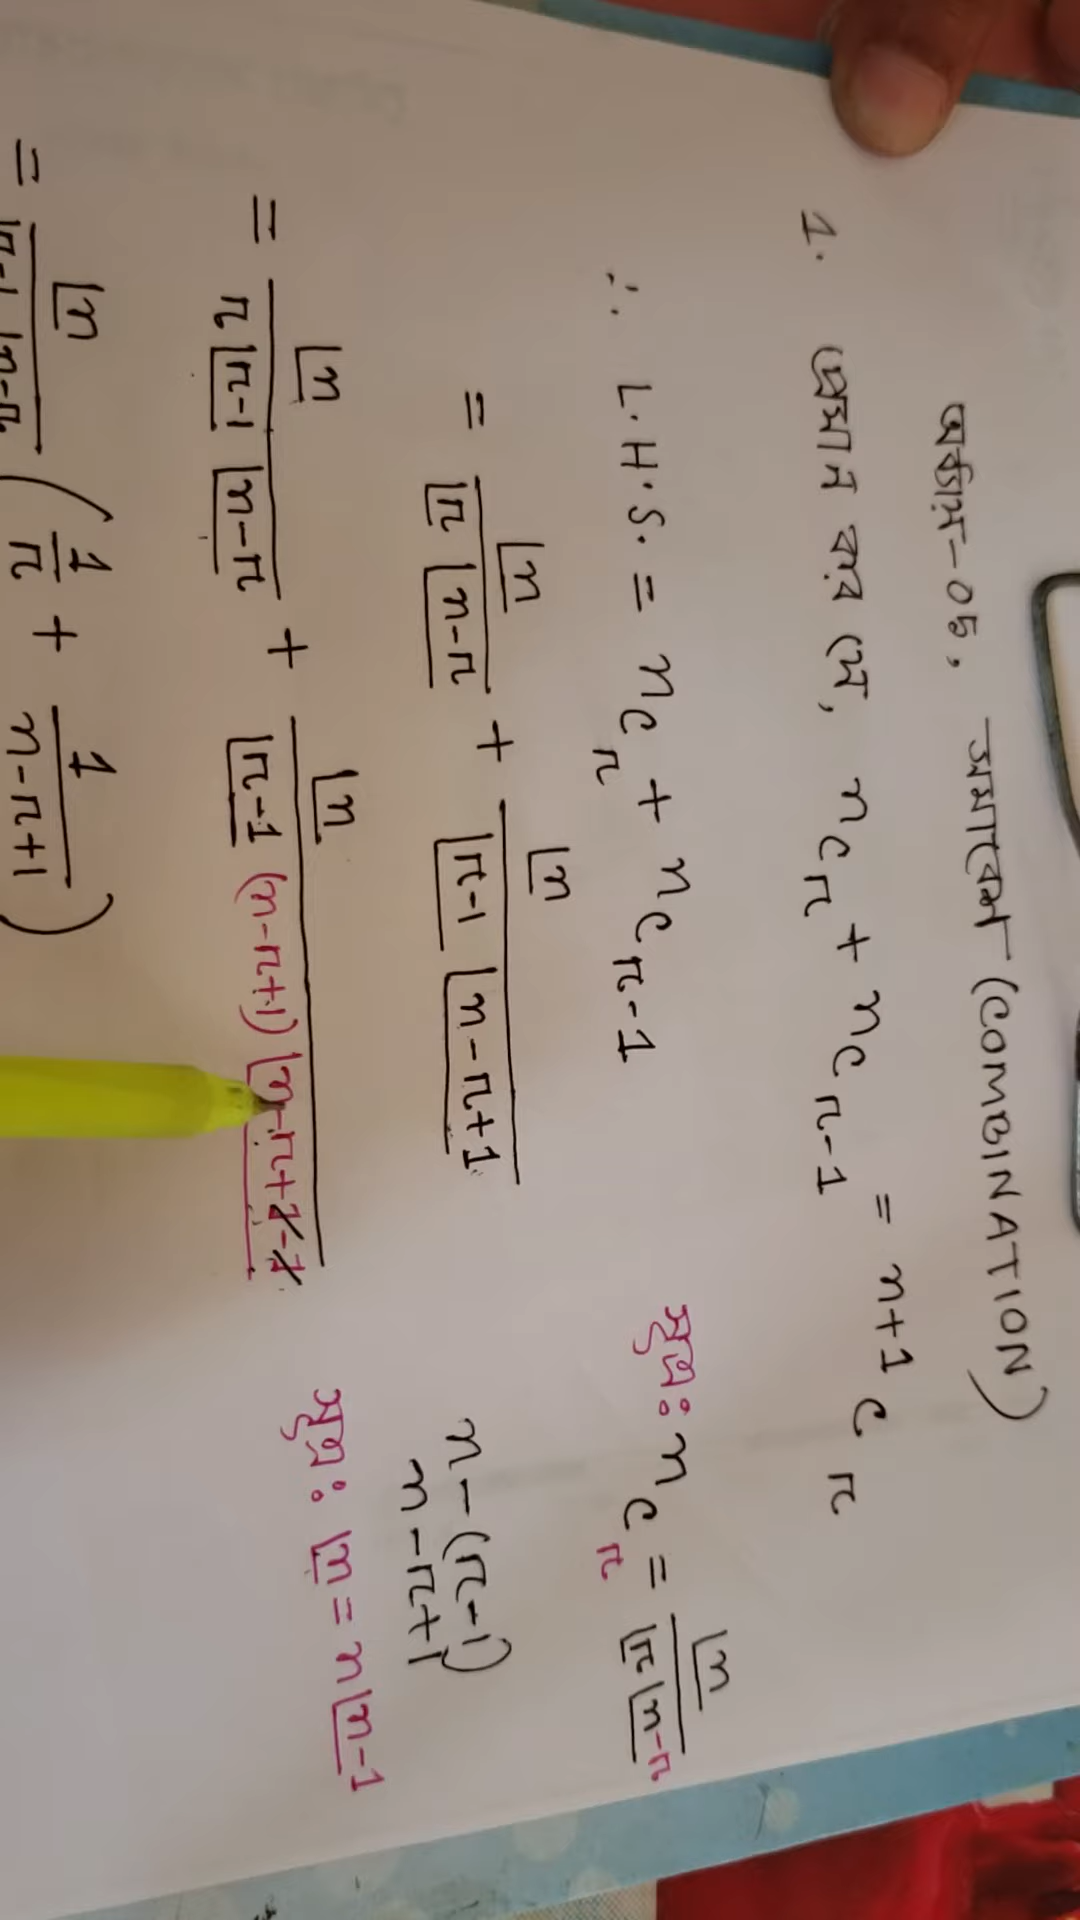 অধ্যায়-05, সমাবেশ (COMBINATION)
1. প্রমাণ কর যে, nCr + nCr-1 = n+1Cr
∴ L.H.S. = nCr + nCr-1
সূত্র: nCr = |n / |r |n-r
= |n / |r |n-r + |n / |r-1 |n-r+1
n-(r-1)
n-r+1
= |n / r |r-1 |n-r + |n / |r-1 (n-r+1) |n-r+1-1
সূত্র: |n = n |n-1
= |n / |r-1 |n-r ( 1/r + 1/n-r+1 )